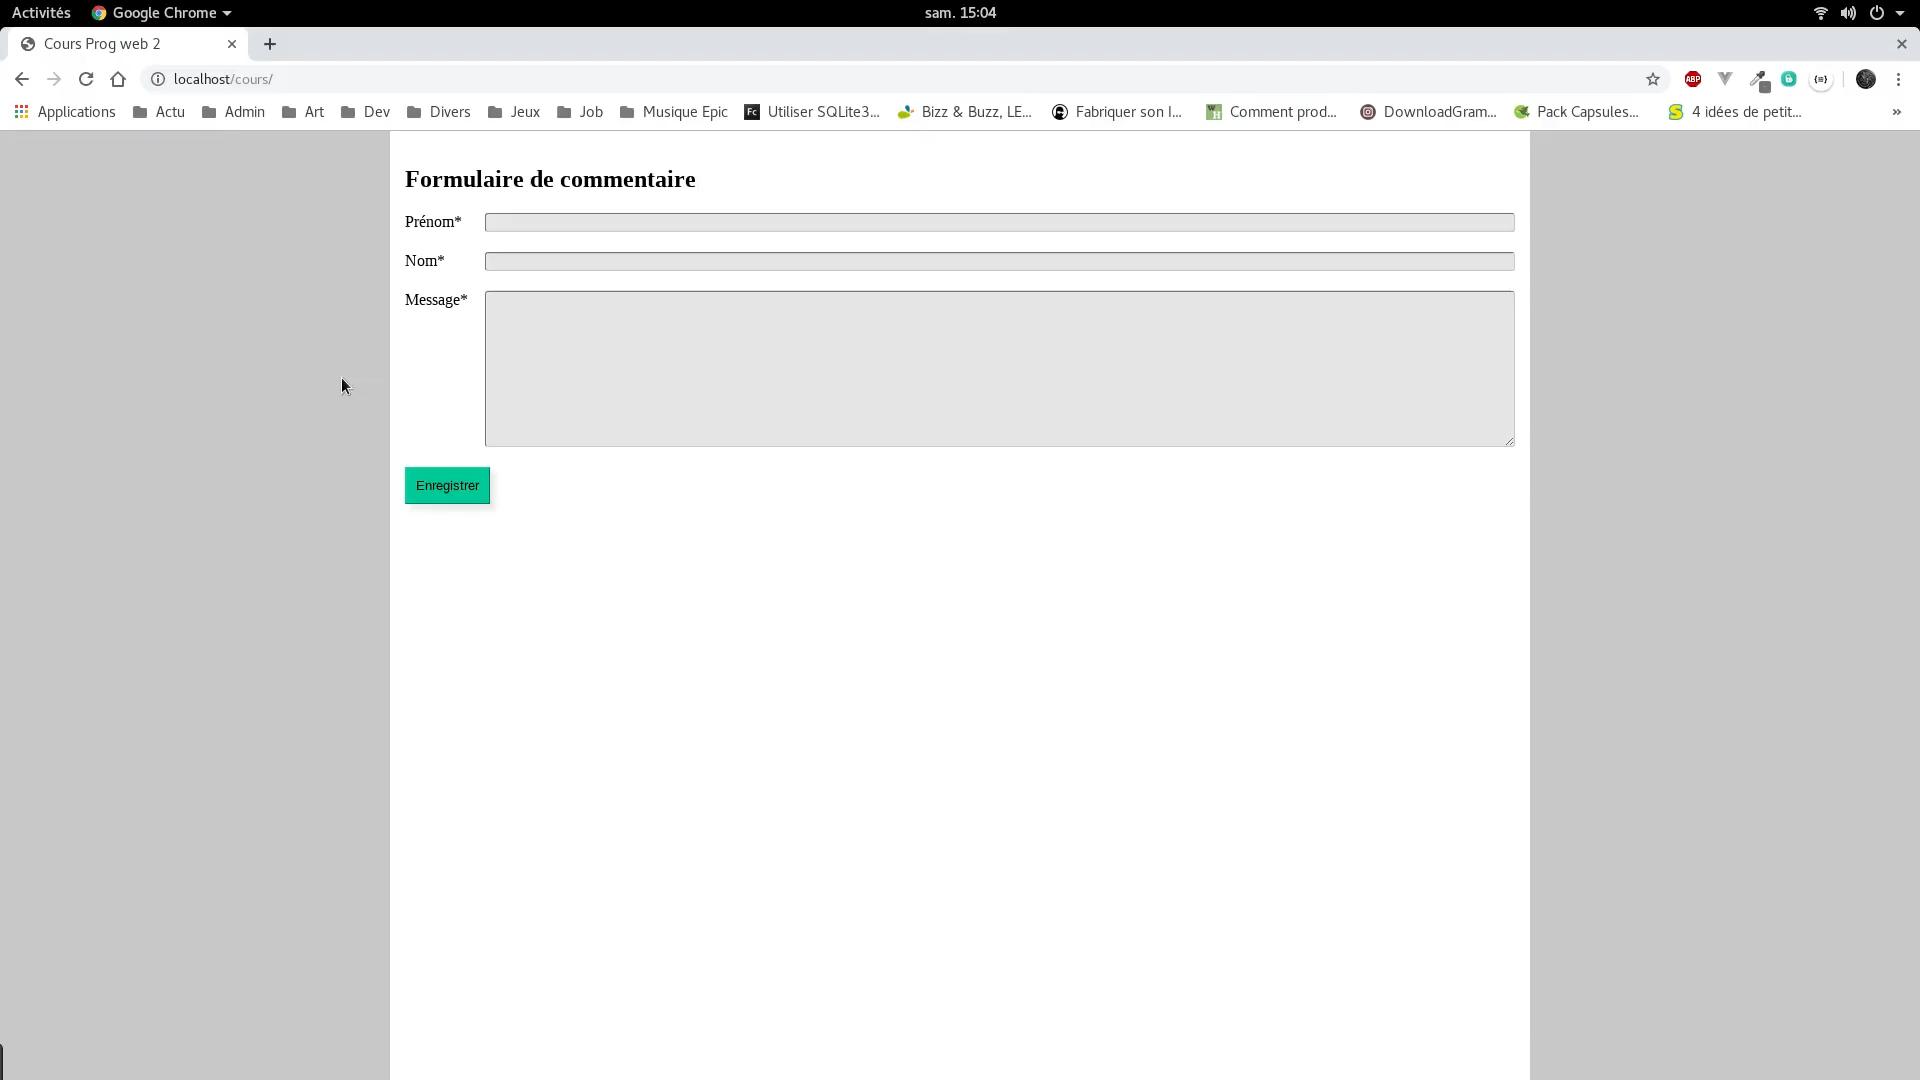 Activités Google Chrome sam. 15:04
Cours Prog web 2
localhost/cours/
ABP
Applications Actu Admin Art Dev Divers Jeux Job Musique Epic Fc Utiliser SQLite3... Bizz & Buzz, LE... Fabriquer son l... Comment prod... DownloadGram... Pack Capsules... 4 idées de petit... »
Formulaire de commentaire
Prénom*
Nom*
Message*
Enregistrer